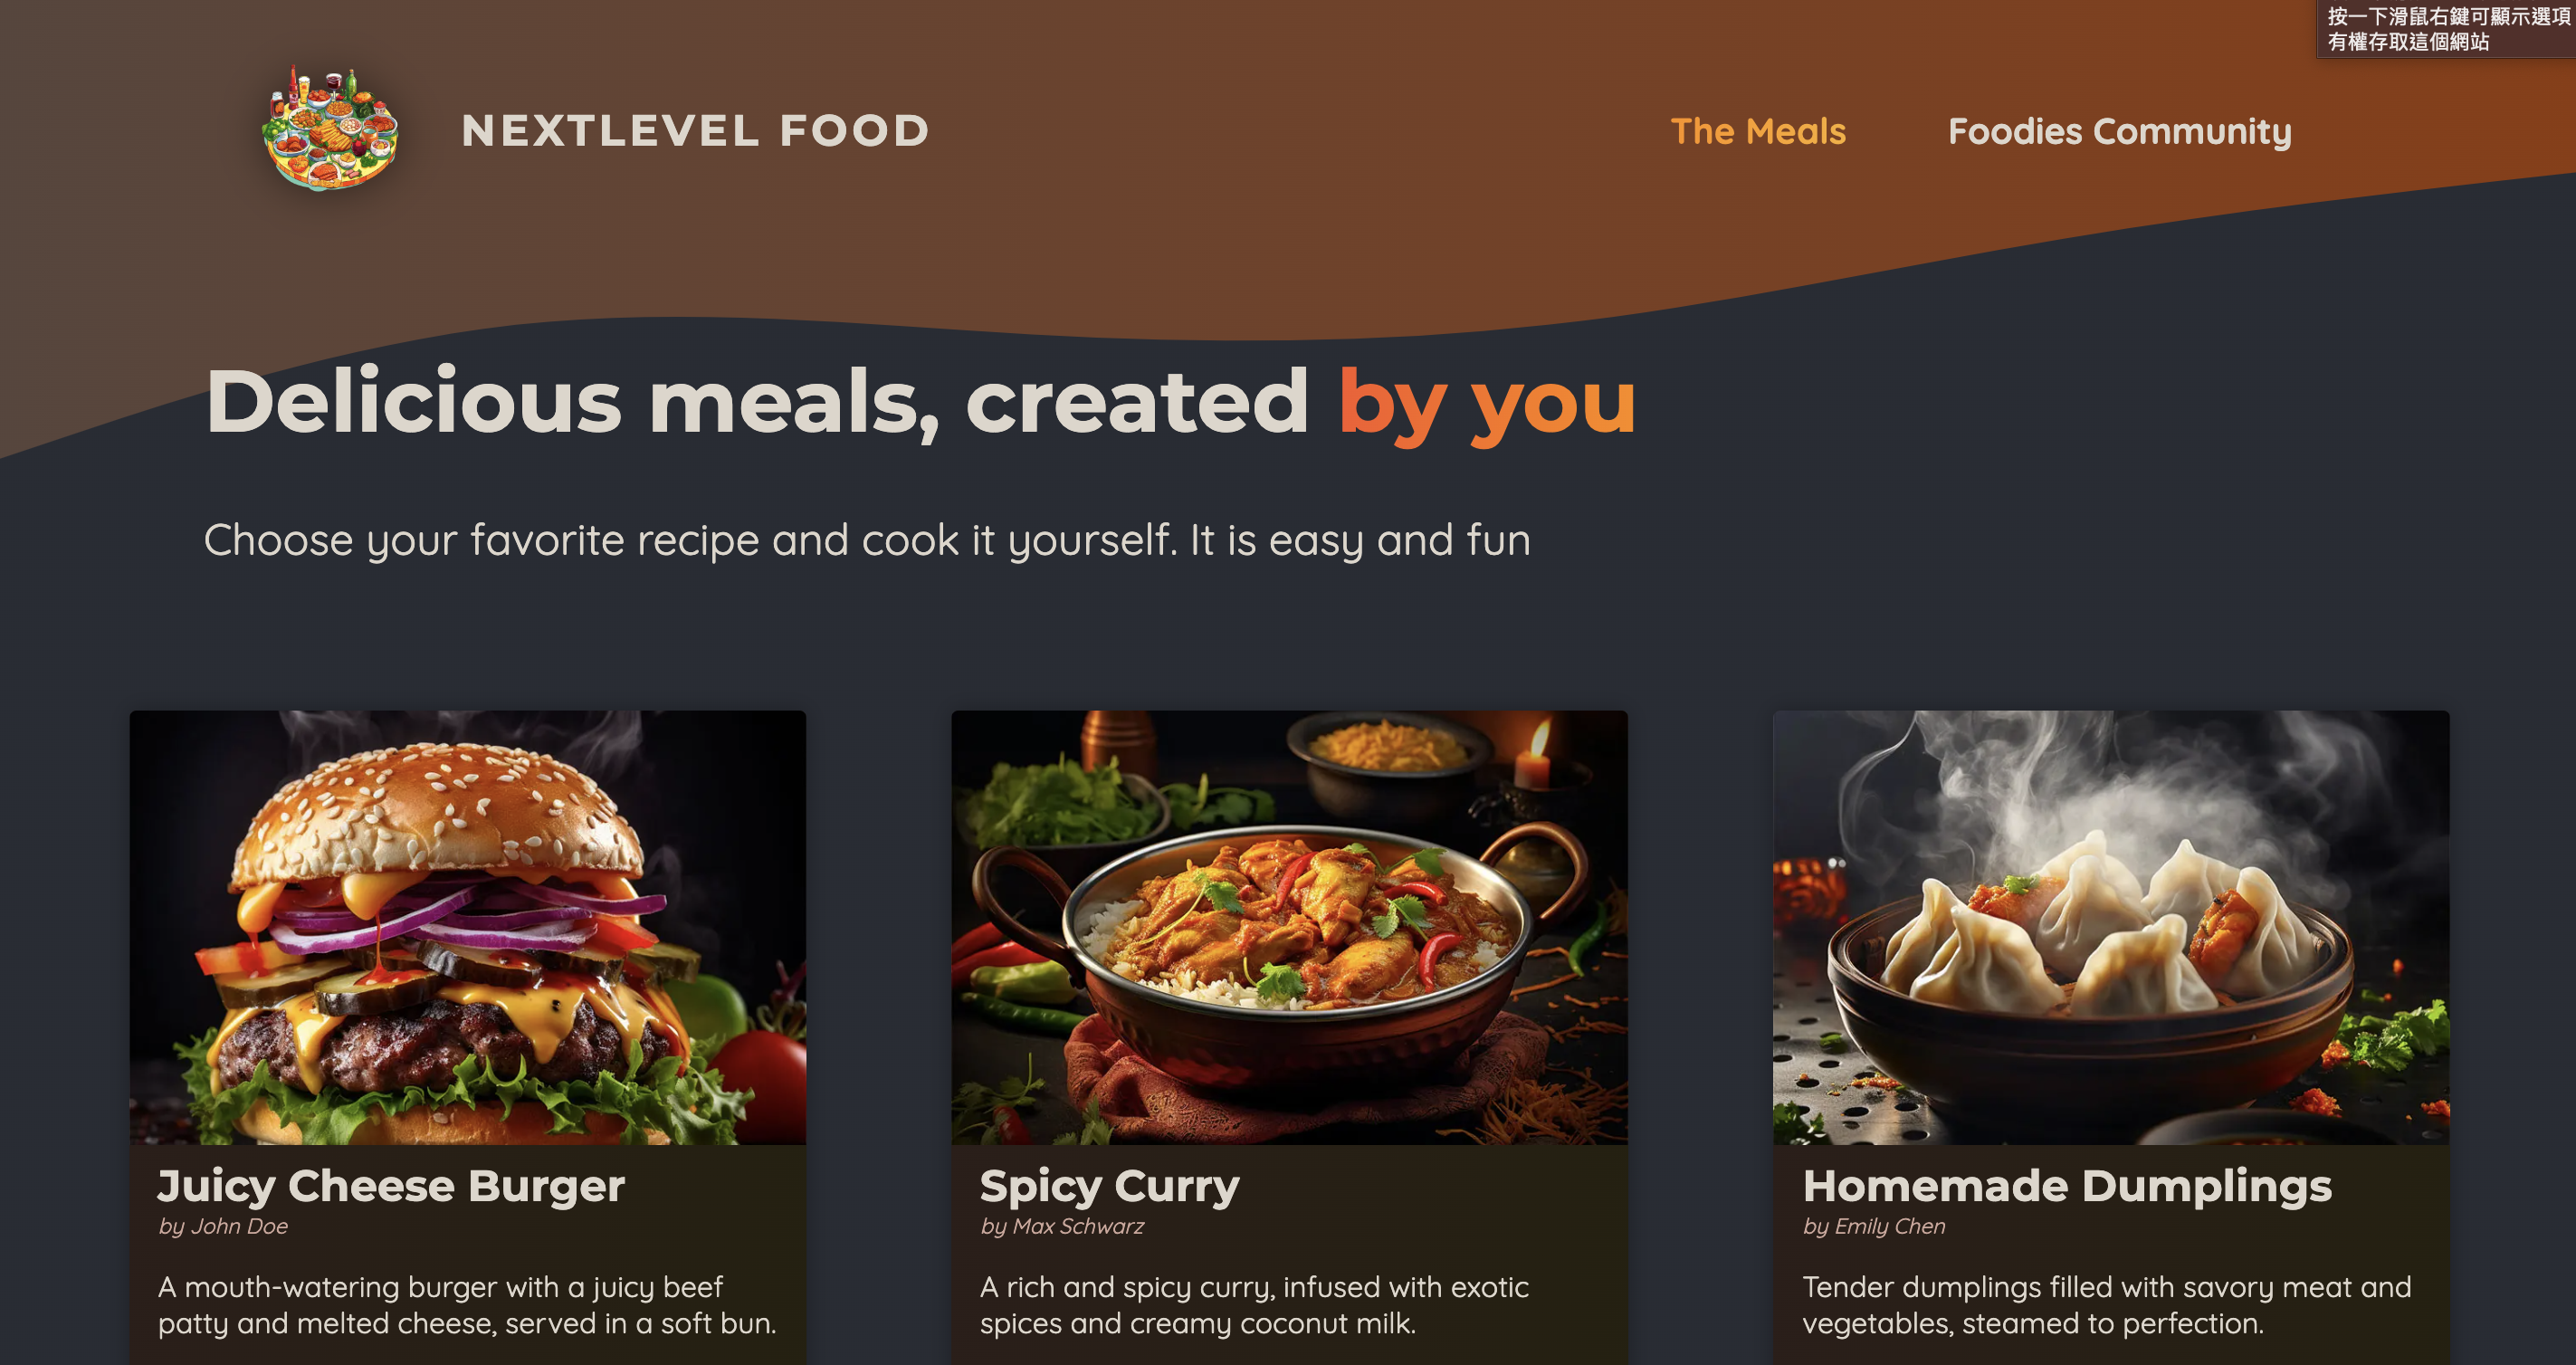 按一下滑鼠右鍵可顯示選項
有權存取這個網站
NEXTLEVEL FOOD
The Meals
Foodies Community
Delicious meals, created by you
Choose your favorite recipe and cook it yourself. It is easy and fun
Juicy Cheese Burger
by John Doe
A mouth-watering burger with a juicy beef
patty and melted cheese, served in a soft bun.
Spicy Curry
by Max Schwarz
A rich and spicy curry, infused with exotic
spices and creamy coconut milk.
Homemade Dumplings
by Emily Chen
Tender dumplings filled with savory meat and
vegetables, steamed to perfection.